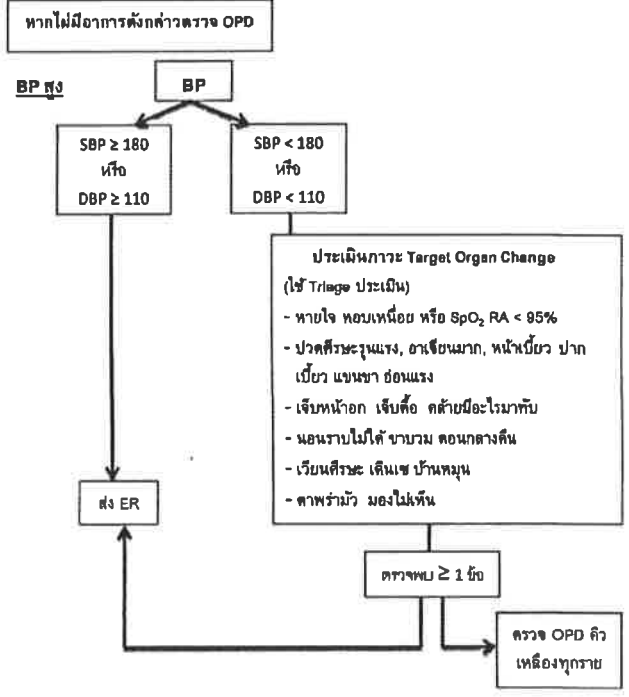 หากไม่มีอาการดังกล่าวตรวจ OPD
BP สูง
BP
SBP ≥ 180
หรือ
DBP ≥ 110
SBP < 180
หรือ
DBP < 110
ประเมินภาวะ Target Organ Change
(ใช้ Triage ประเมิน)
- หายใจ หอบเหนื่อย หรือ SpO₂ RA < 95%
- ปวดศีรษะรุนแรง, อาเจียนมาก, หน้าเบี้ยว ปาก
เบี้ยว แขนขา อ่อนแรง
- เจ็บหน้าอก เจ็บตื้อ คล้ายมีอะไรมาทับ
- นอนราบไม่ได้ ขาบวม ตอนกลางคืน
- เวียนศีรษะ เดินเซ บ้านหมุน
- ตาพร่ามัว มองไม่เห็น
ส่ง ER
ตรวจพบ ≥ 1 ข้อ
ตรวจ OPD คิว
เหลืองทุกราย